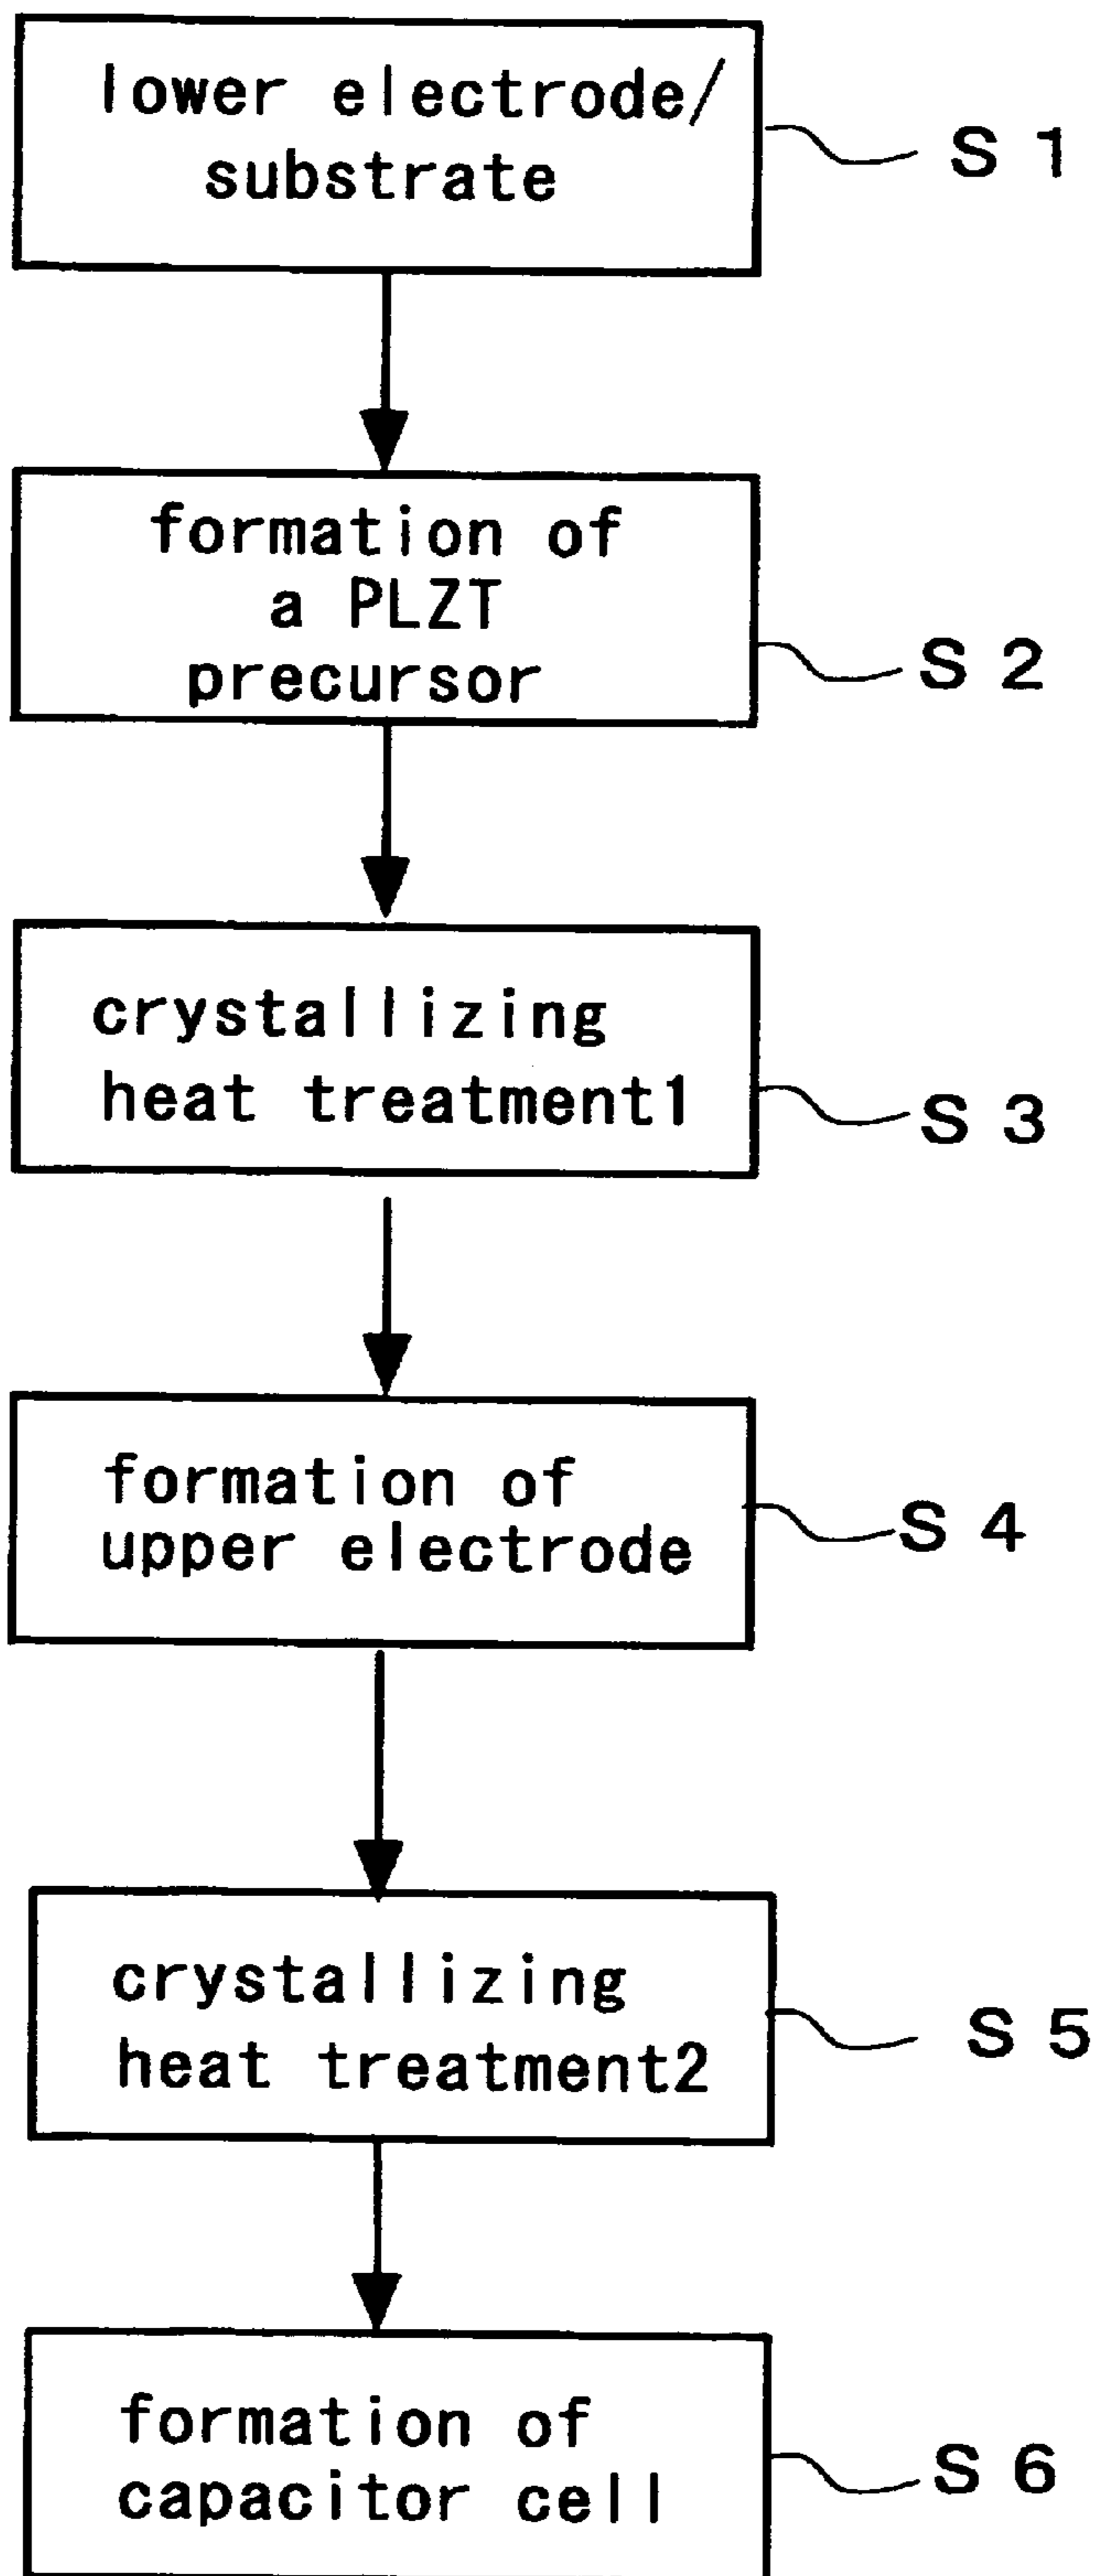 lower electrode/
substrate
S 1
formation of
a PLZT
precursor
S 2
crystallizing
heat treatment1
S 3
formation of
upper electrode
S 4
crystallizing
heat treatment2
S 5
formation of
capacitor cell
S 6